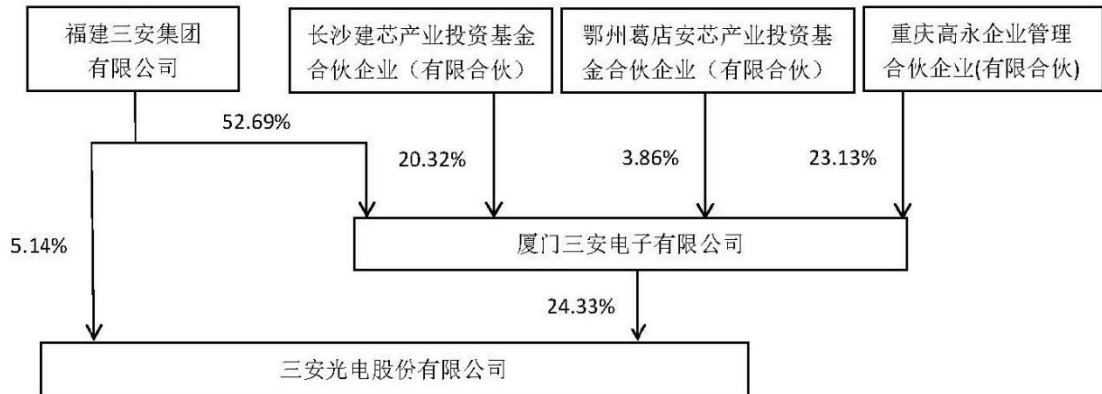 福建三安集团
有限公司
长沙建芯产业投资基金
合伙企业（有限合伙）
鄂州葛店安芯产业投资基
金合伙企业（有限合伙）
重庆高永企业管理
合伙企业(有限合伙)
52.69%
20.32%
3.86%
23.13%
5.14%
厦门三安电子有限公司
24.33%
三安光电股份有限公司